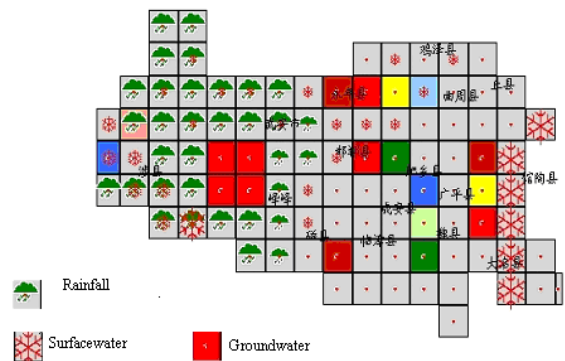 鸡泽县
永年县
曲周县
丘县
武安市
邯郸县
涉县
肥乡县
馆陶县
广平县
峰峰
成安县
磁县
临漳县
魏县
大名县
Rainfall
Surfacewater
Groundwater